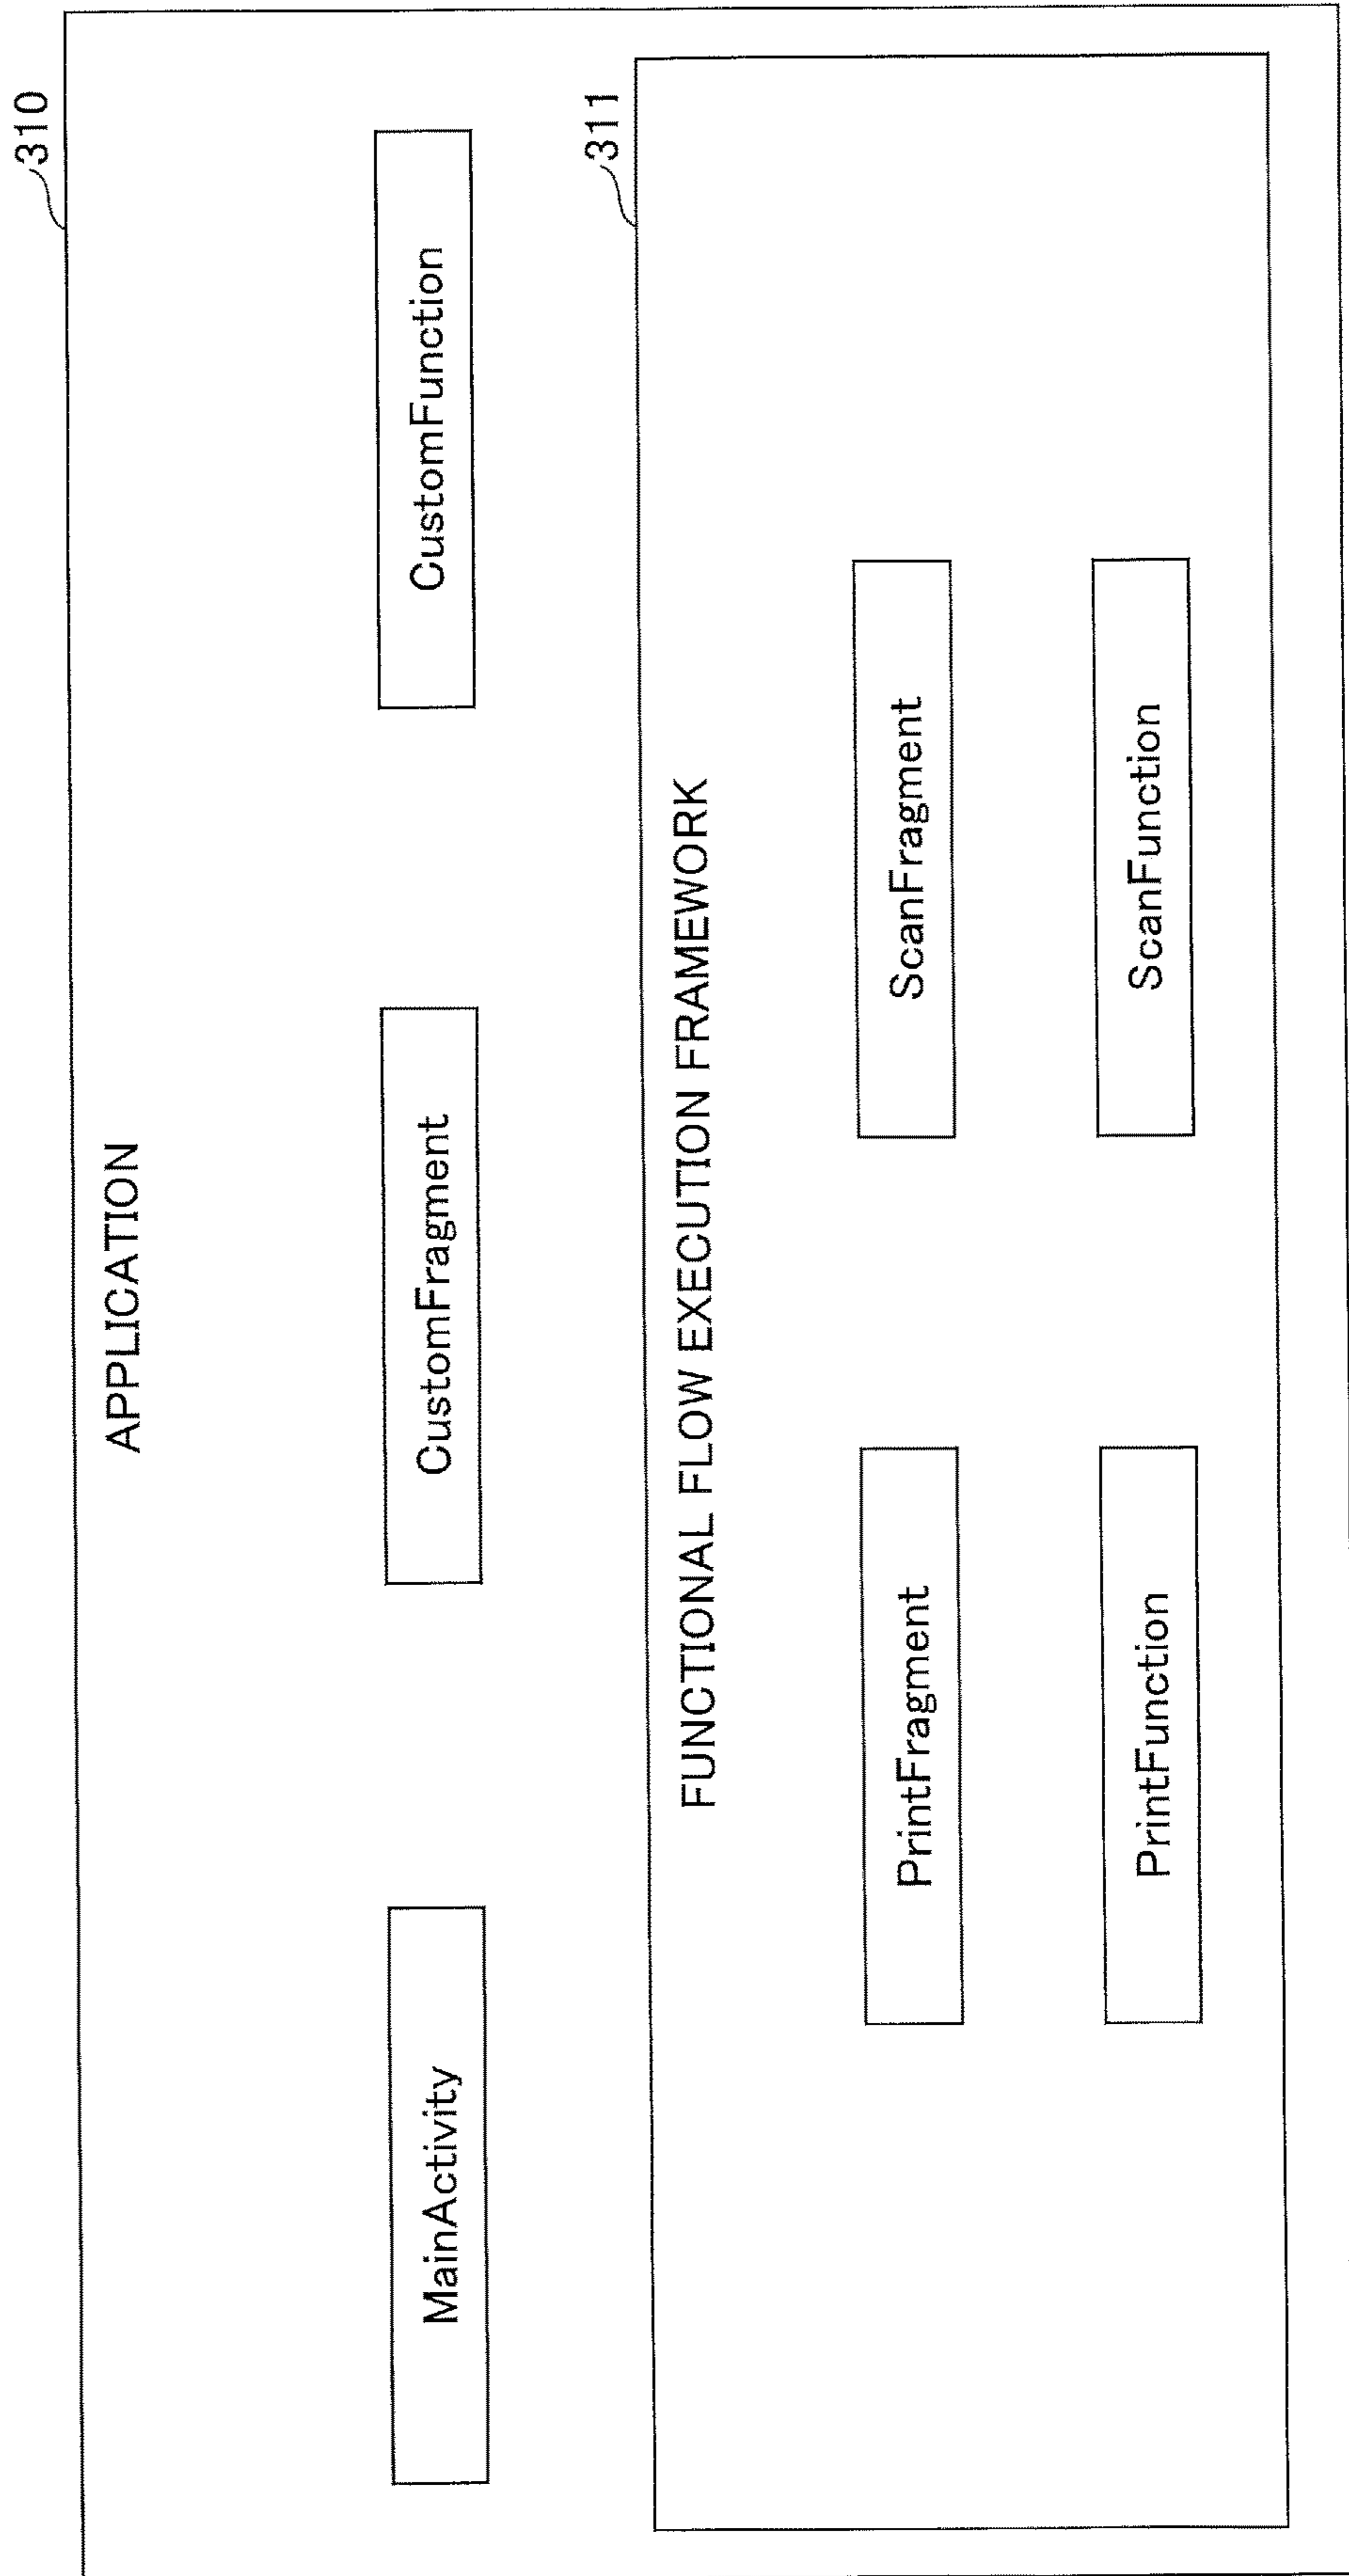 310
APPLICATION
MainActivity
CustomFragment
CustomFunction
311
FUNCTIONAL FLOW EXECUTION FRAMEWORK
PrintFragment
ScanFragment
PrintFunction
ScanFunction